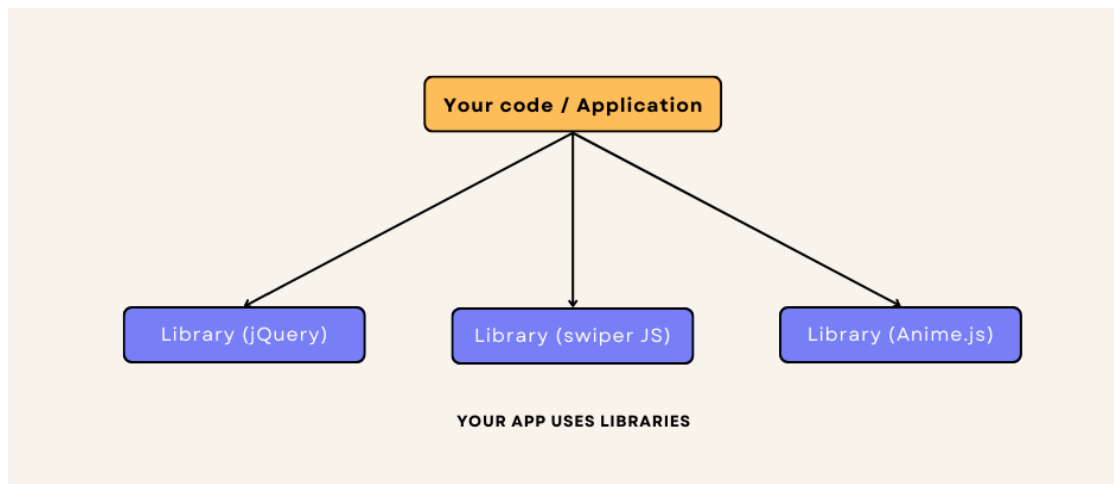 Your code / Application
Library (jQuery)
Library (swiper JS)
Library (Anime.js)
YOUR APP USES LIBRARIES